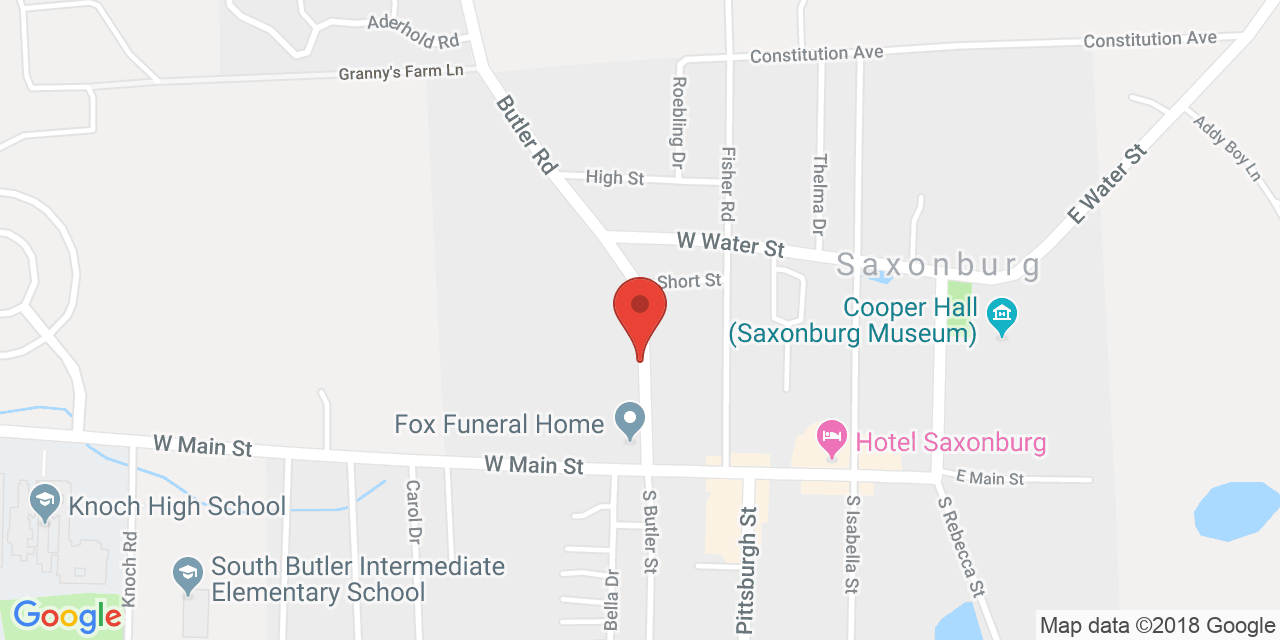 Aderhold Rd
Granny's Farm Ln
Constitution Ave
Constitution Ave
Roebling Dr
Butler Rd
Addy Boy Ln
High St
Fisher Rd
Thelma Dr
E Water St
W Water St
Saxonburg
Short St
Cooper Hall
(Saxonburg Museum)
Fox Funeral Home
Hotel Saxonburg
W Main St
W Main St
E Main St
Knoch High School
Carol Dr
S Butler St
Pittsburgh St
S Isabella St
S Rebecca St
Knoch Rd
South Butler Intermediate
Elementary School
Bella Dr
Google
Map data ©2018 Google